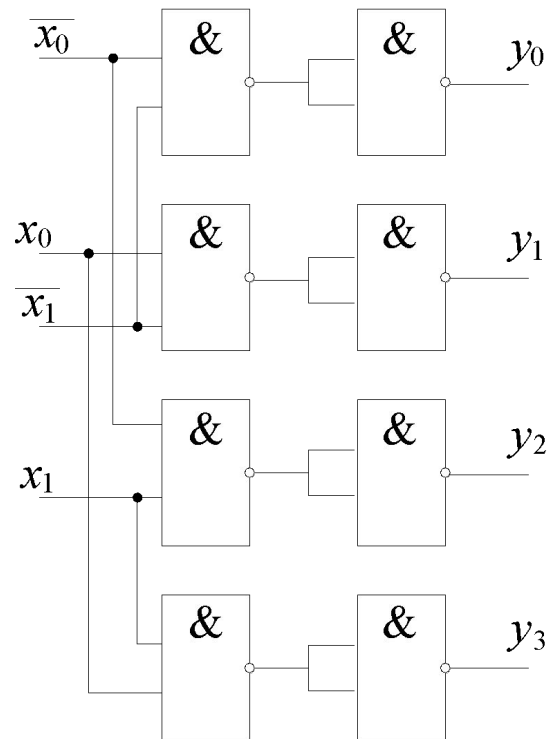 x̅₀ & & y₀
x₀ & & y₁
x̅₁
& & y₂
x₁
& & y₃